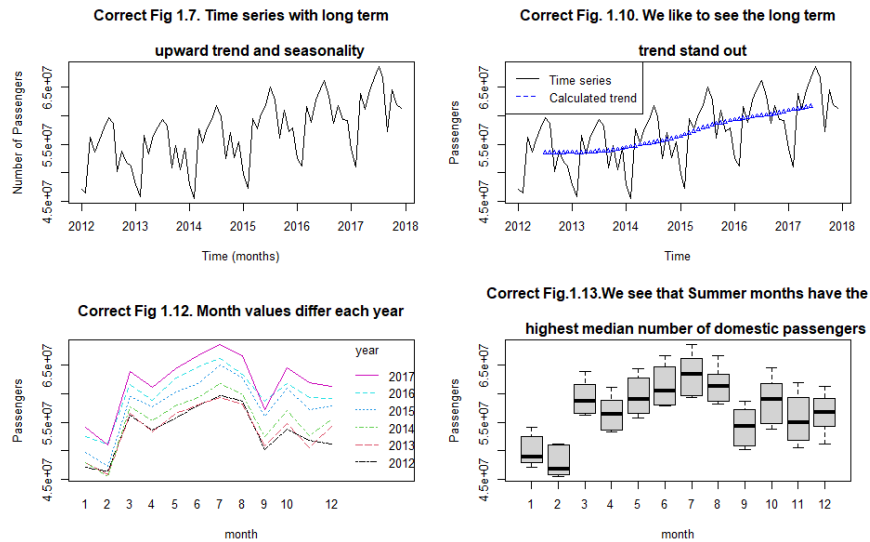 Correct Fig 1.7. Time series with long term
upward trend and seasonality
Number of Passengers
4.5e+07 5.5e+07 6.5e+07
2012 2013 2014 2015 2016 2017 2018
Time (months)
Correct Fig. 1.10. We like to see the long term
trend stand out
Passengers
4.5e+07 5.5e+07 6.5e+07
Time series
Calculated trend
2012 2013 2014 2015 2016 2017 2018
Time
Correct Fig 1.12. Month values differ each year
Passengers
4.5e+07 5.5e+07 6.5e+07
year
2017
2016
2015
2014
2013
2012
1 2 3 4 5 6 7 8 9 10 12
month
Correct Fig.1.13.We see that Summer months have the
highest median number of domestic passengers
Passengers
4.5e+07 5.5e+07 6.5e+07
1 2 3 4 5 6 7 8 9 10 11 12
month